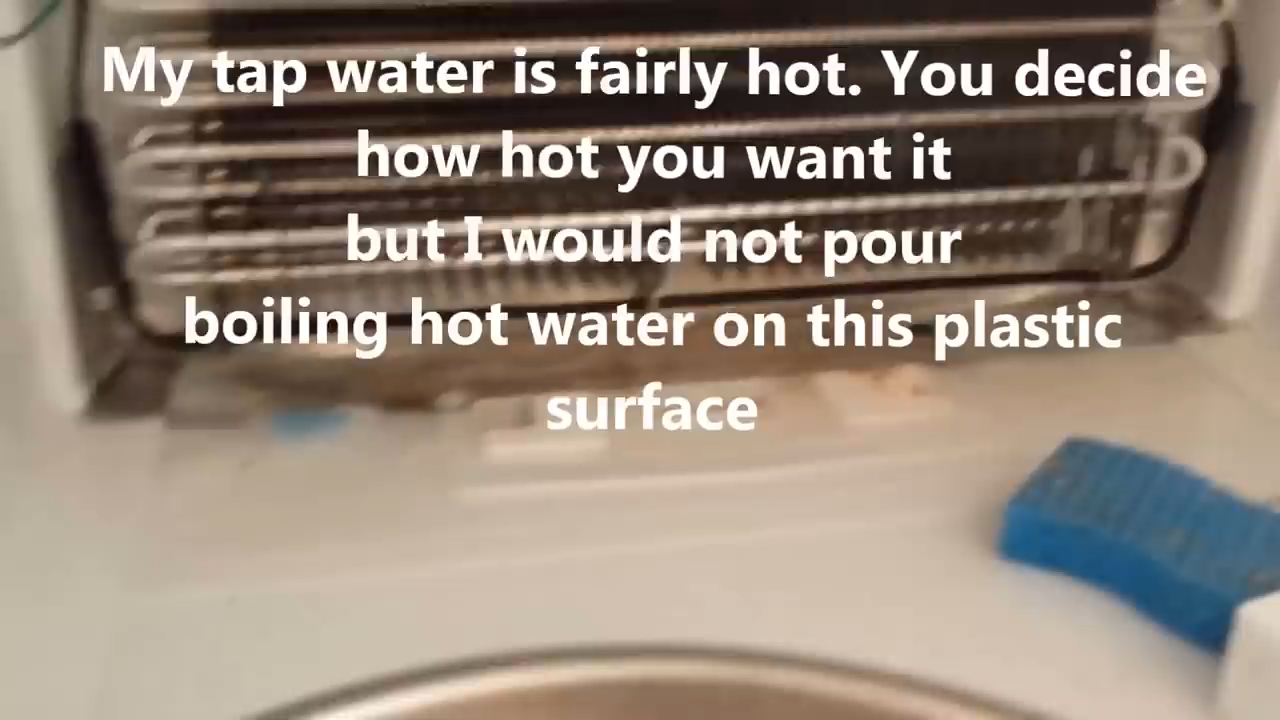 My tap water is fairly hot. You decide
how hot you want it
but I would not pour
boiling hot water on this plastic
surface